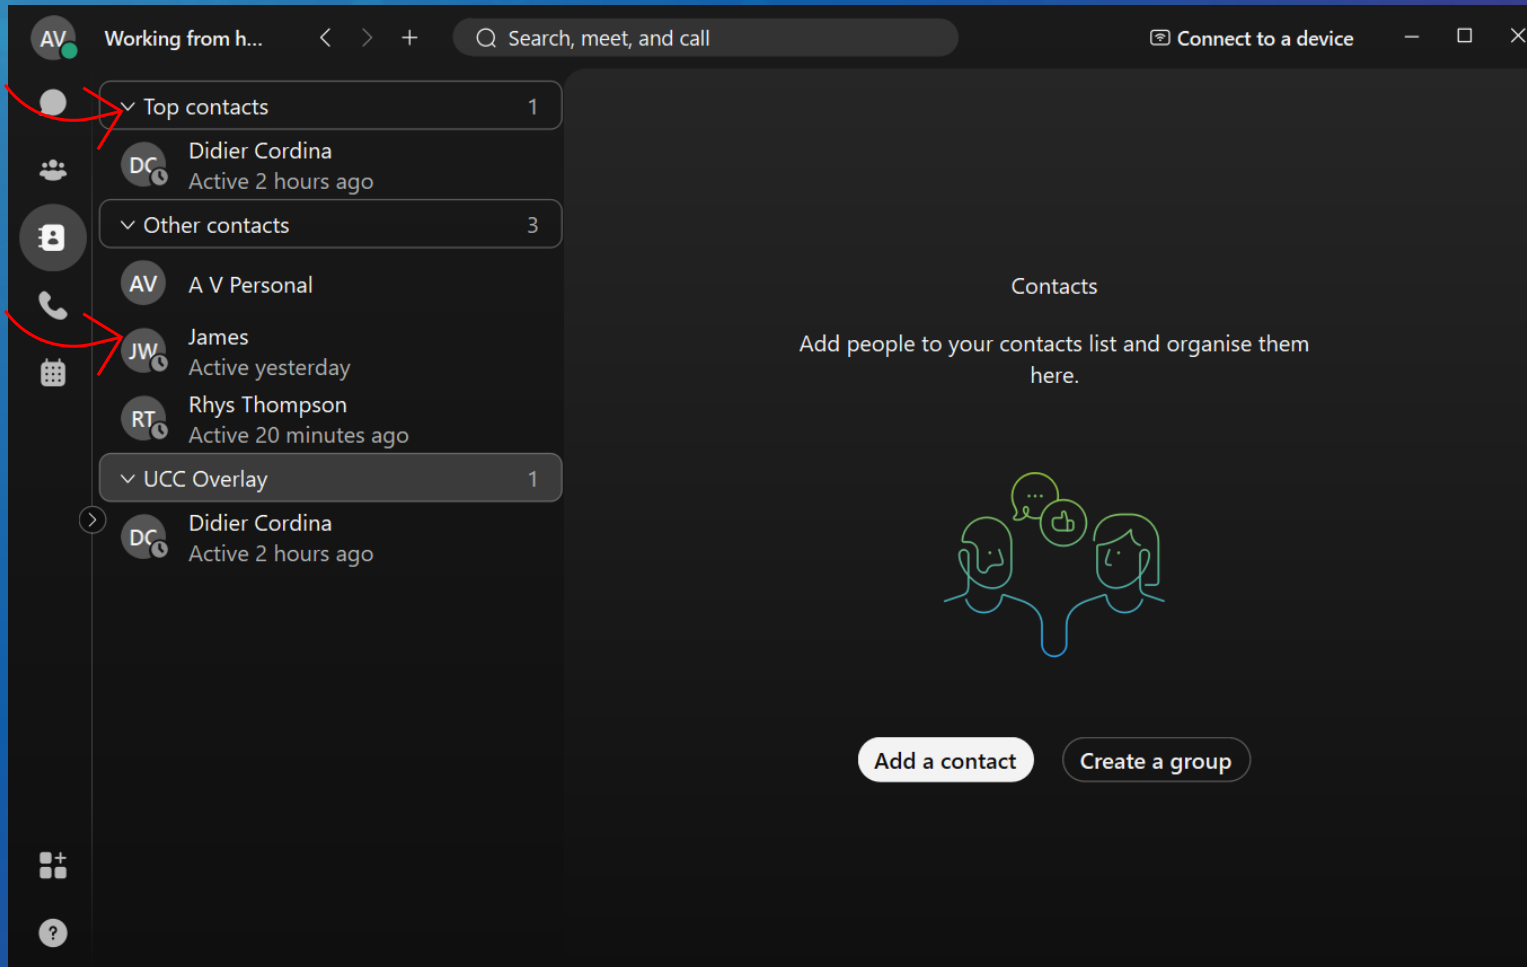 AV Working from h... Search, meet, and call Connect to a device
Top contacts 1
DC Didier Cordina
Active 2 hours ago
Other contacts 3
AV A V Personal
JW James
Active yesterday
RT Rhys Thompson
Active 20 minutes ago
UCC Overlay 1
DC Didier Cordina
Active 2 hours ago
Contacts
Add people to your contacts list and organise them
here.
Add a contact Create a group
?